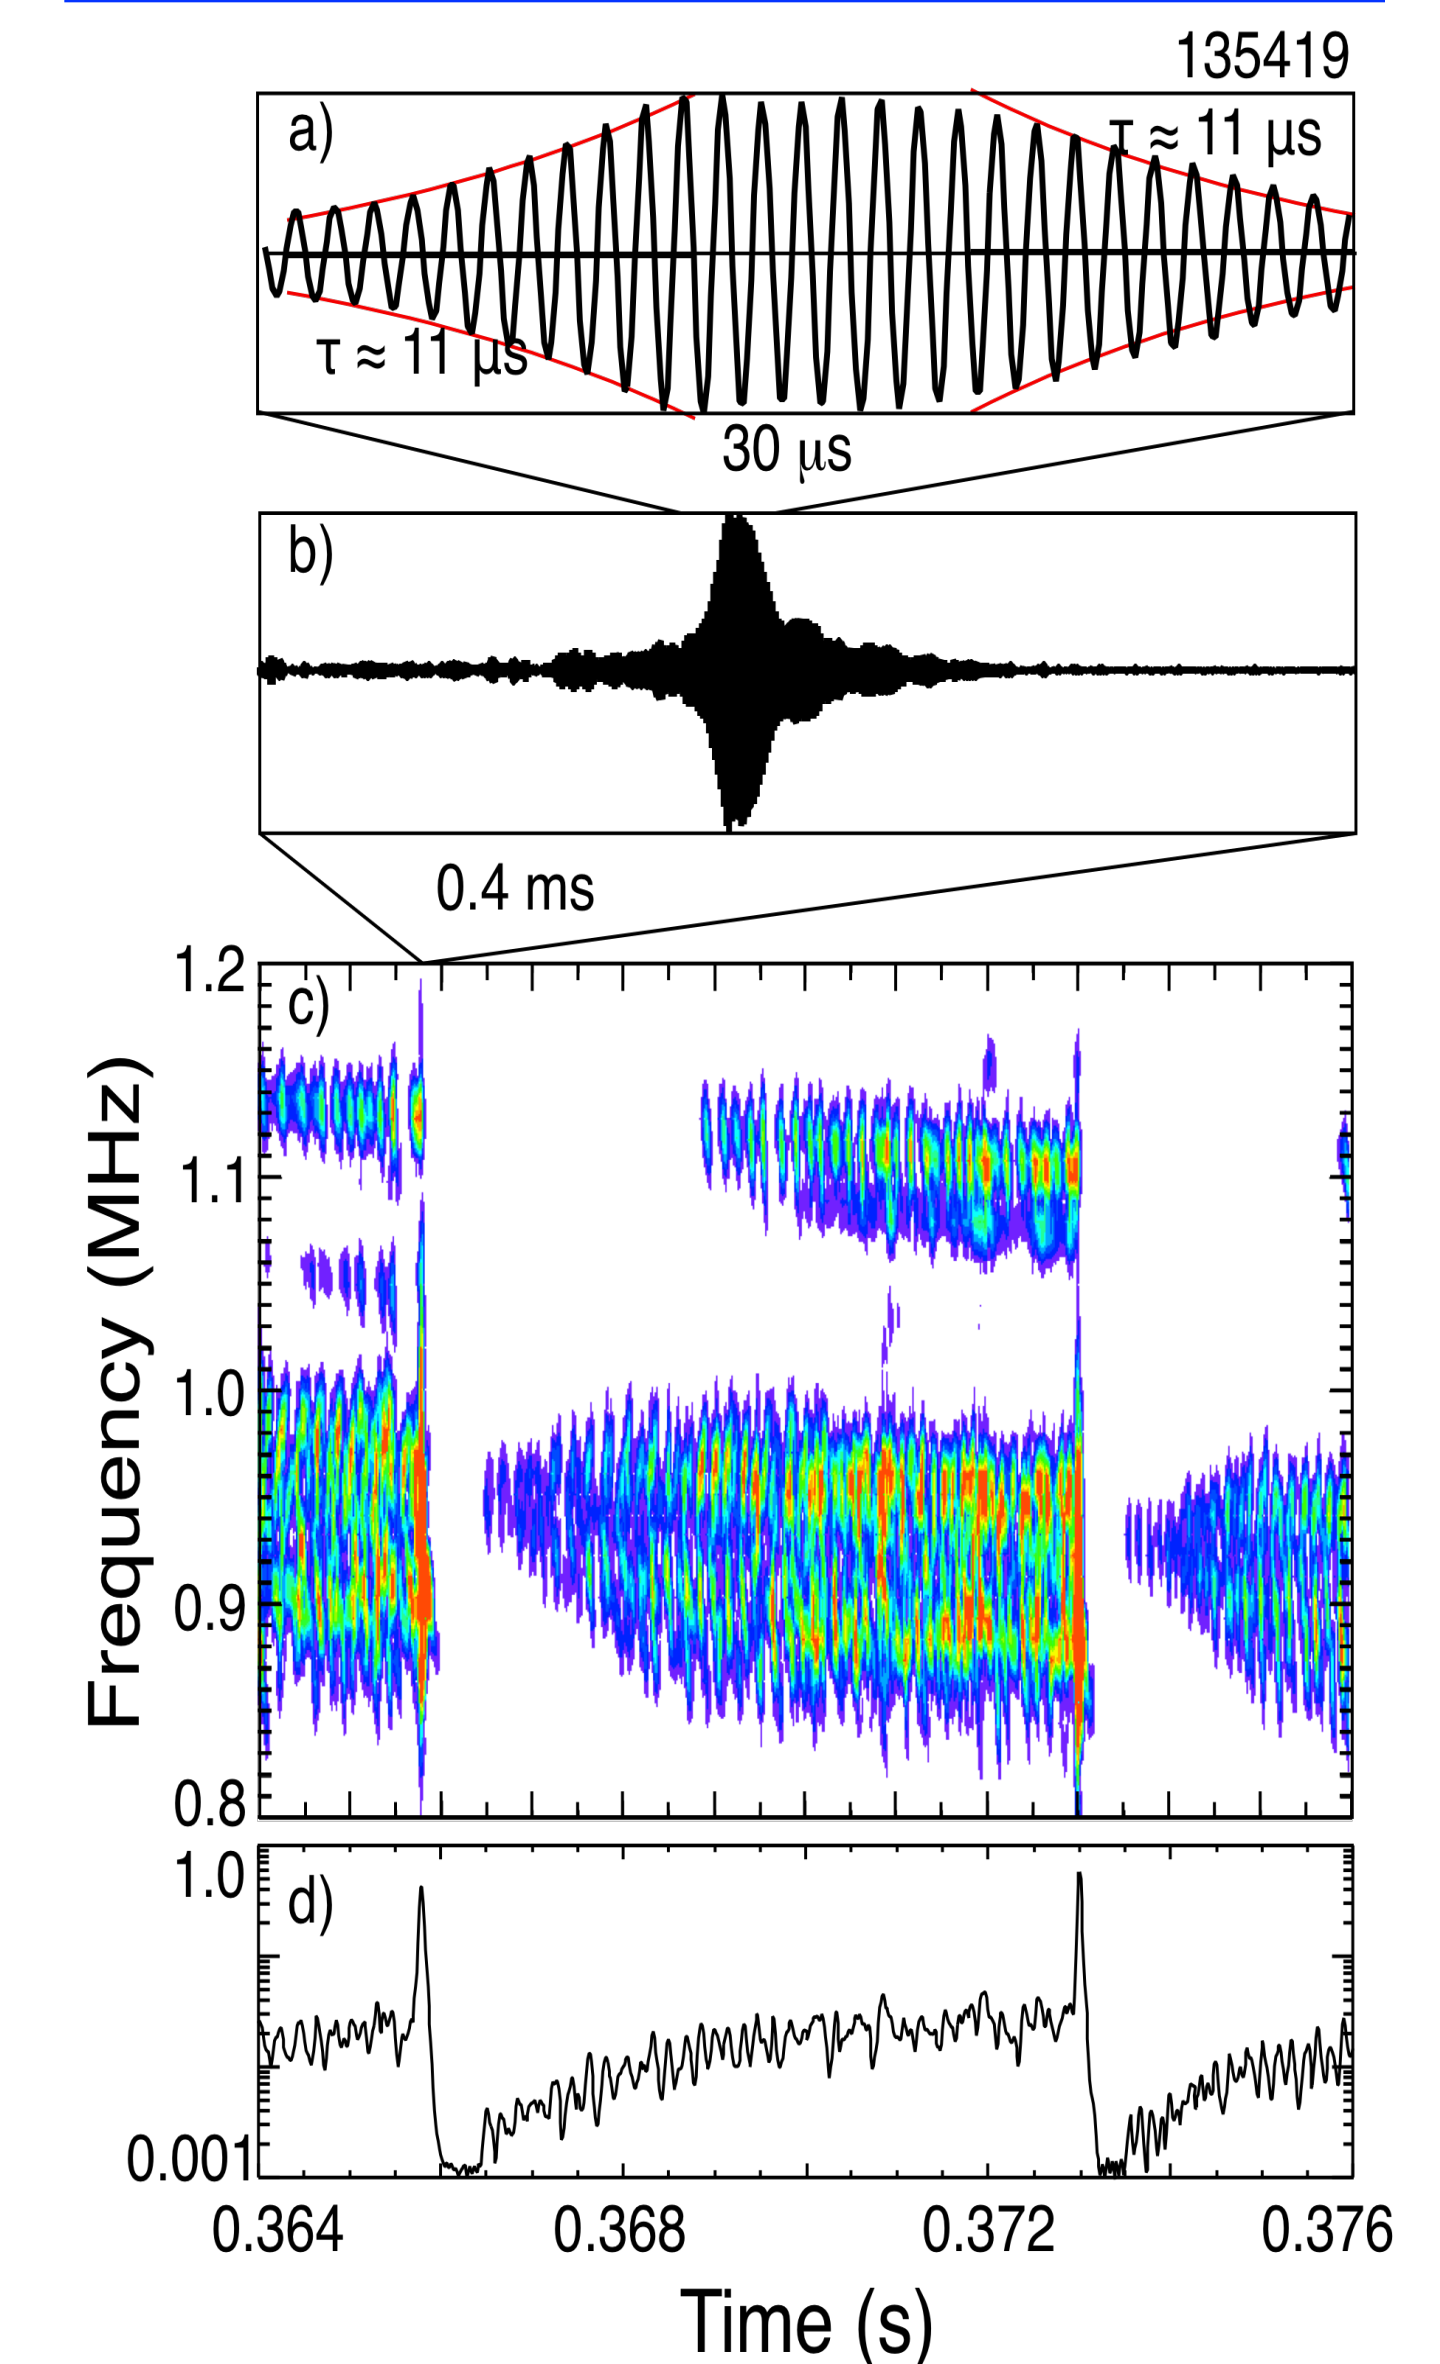 135419
a)
τ ≈ 11 μs
τ ≈ 11 μs
30 μs
b)
0.4 ms
1.2
c)
1.1
1.0
0.9
0.8
Frequency (MHz)
1.0
d)
0.001
0.364 0.368 0.372 0.376
Time (s)